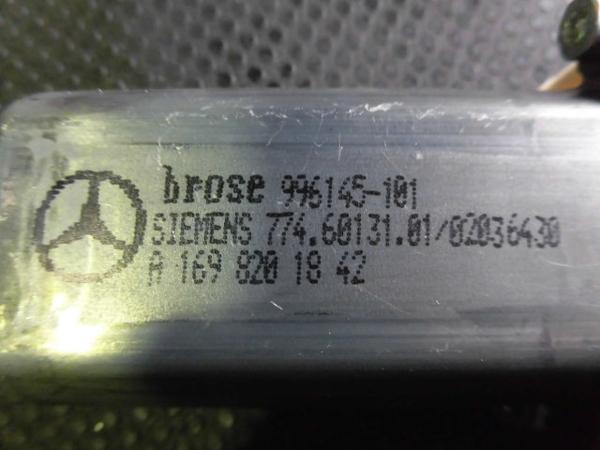 brose 996145-101
SIEMENS 774.60131.01/02036430
A 169 820 18 42